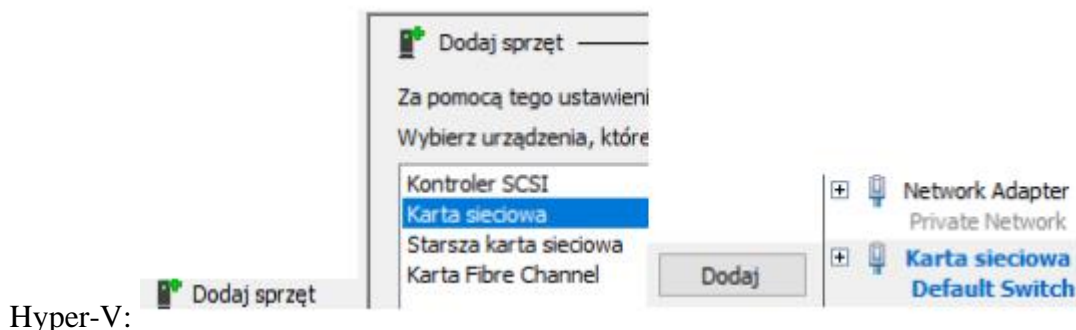 Dodaj sprzęt
Za pomocą tego ustawieni
Wybierz urządzenia, które
Kontroler SCSI
Karta sieciowa
Starsza karta sieciowa
Karta Fibre Channel
Dodaj
Network Adapter
Private Network
Karta sieciowa
Default Switch
Hyper-V:
Dodaj sprzęt